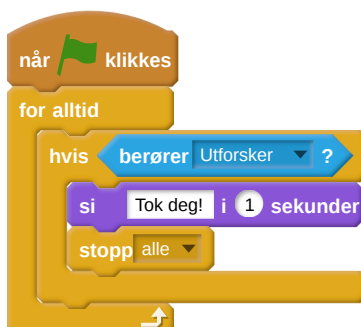 når klikkes
for alltid
hvis berører Utforsker ?
si Tok deg! i 1 sekunder
stopp alle